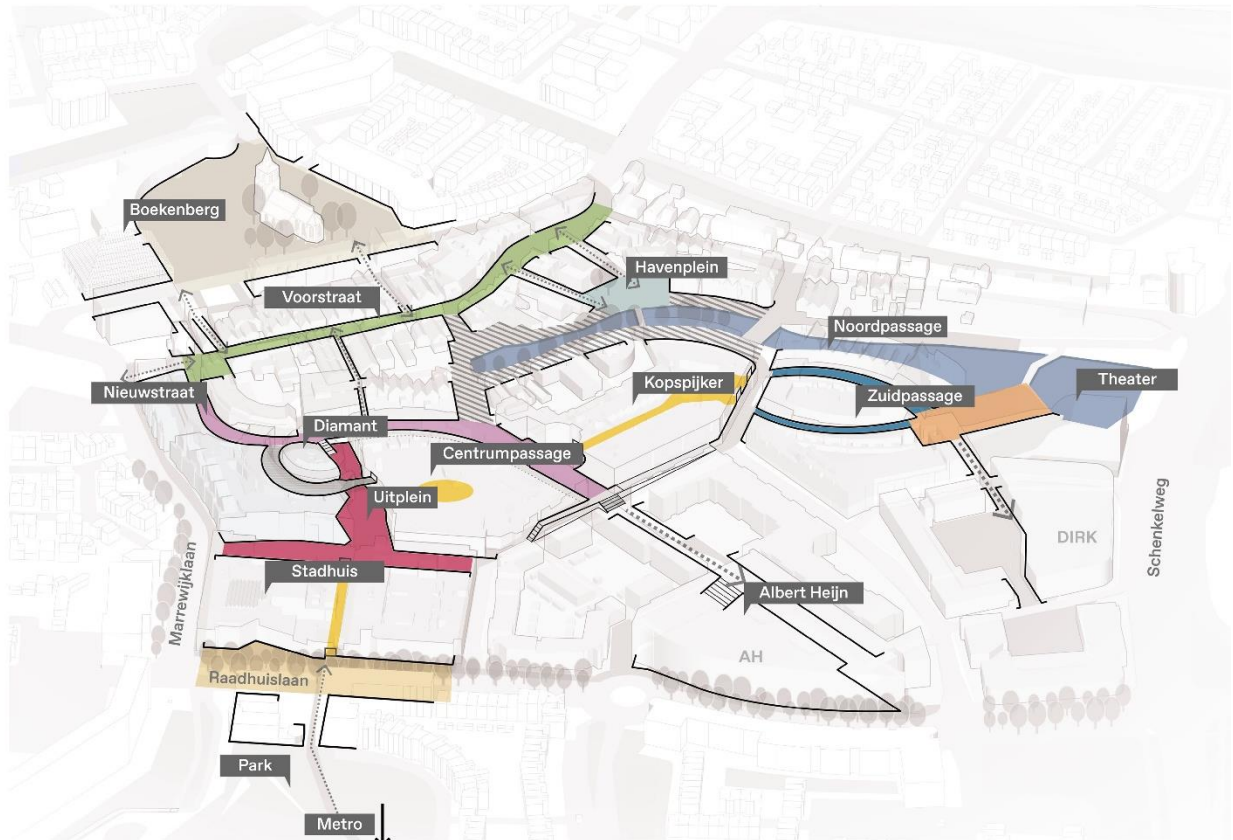 Boekenberg
Havenplein
Voorstraat
Noordpassage
Theater
Kopspijker
Zuidpassage
Nieuwstraat
Diamant
Centrumpassage
Uitplein
Schenkelweg
DIRK
Stadhuis
Albert Heijn
Marrewijklaan
AH
Raadhuislaan
Park
Metro